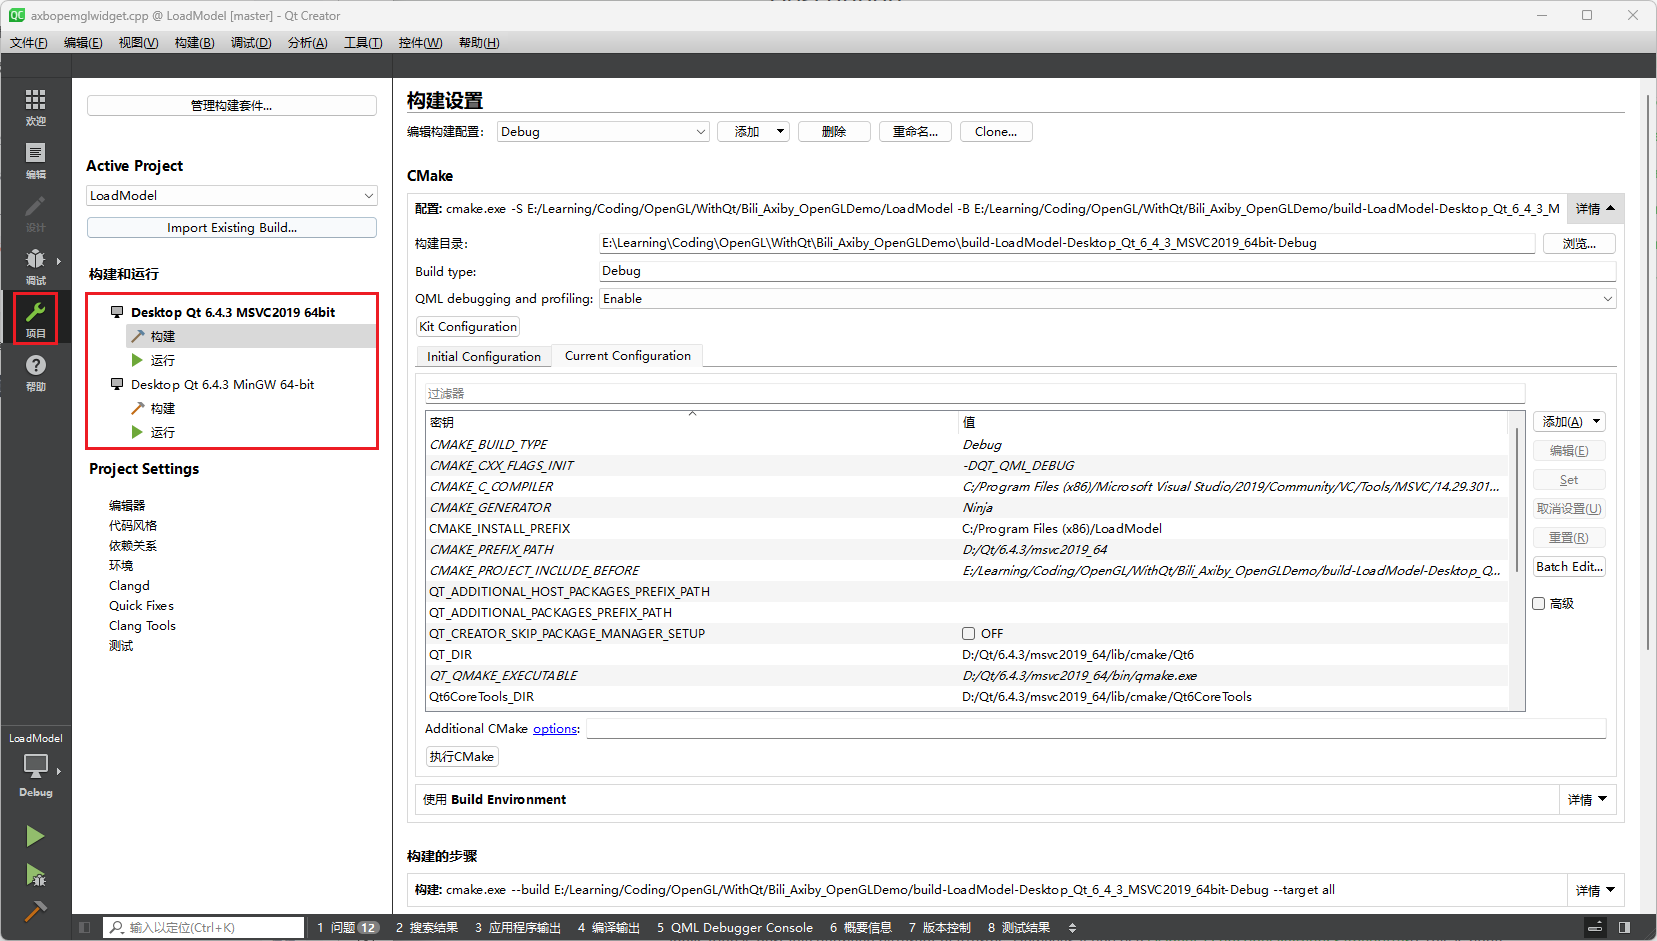 axbopemglwidget.cpp @ LoadModel [master] - Qt Creator
文件(F) 编辑(E) 视图(V) 构建(B) 调试(D) 分析(A) 工具(T) 控件(W) 帮助(H)
欢迎
编辑
设计
调试
项目
帮助
LoadModel
Debug
管理构建套件...
Active Project
LoadModel
Import Existing Build...
构建和运行
Desktop Qt 6.4.3 MSVC2019 64bit
构建
运行
Desktop Qt 6.4.3 MinGW 64-bit
构建
运行
Project Settings
编辑器
代码风格
依赖关系
环境
Clangd
Quick Fixes
Clang Tools
测试
构建设置
编辑构建配置: Debug 添加 删除 重命名... Clone...
CMake
配置: cmake.exe -S E:/Learning/Coding/OpenGL/WithQt/Bili_Axiby_OpenGLDemo/LoadModel -B E:/Learning/Coding/OpenGL/WithQt/Bili_Axiby_OpenGLDemo/build-LoadModel-Desktop_Qt_6_4_3_M 详情
构建目录: E:\Learning\Coding\OpenGL\WithQt\Bili_Axiby_OpenGLDemo\build-LoadModel-Desktop_Qt_6_4_3_MSVC2019_64bit-Debug 浏览...
Build type: Debug
QML debugging and profiling: Enable
Kit Configuration
Initial Configuration Current Configuration
过滤器
密钥 值
CMAKE_BUILD_TYPE Debug
CMAKE_CXX_FLAGS_INIT -DQT_QML_DEBUG
CMAKE_C_COMPILER C:/Program Files (x86)/Microsoft Visual Studio/2019/Community/VC/Tools/MSVC/14.29.301...
CMAKE_GENERATOR Ninja
CMAKE_INSTALL_PREFIX C:/Program Files (x86)/LoadModel
CMAKE_PREFIX_PATH D:/Qt/6.4.3/msvc2019_64
CMAKE_PROJECT_INCLUDE_BEFORE E:/Learning/Coding/OpenGL/WithQt/Bili_Axiby_OpenGLDemo/build-LoadModel-Desktop_Q...
QT_ADDITIONAL_HOST_PACKAGES_PREFIX_PATH
QT_ADDITIONAL_PACKAGES_PREFIX_PATH
QT_CREATOR_SKIP_PACKAGE_MANAGER_SETUP OFF
QT_DIR D:/Qt/6.4.3/msvc2019_64/lib/cmake/Qt6
QT_QMAKE_EXECUTABLE D:/Qt/6.4.3/msvc2019_64/bin/qmake.exe
Qt6CoreTools_DIR D:/Qt/6.4.3/msvc2019_64/lib/cmake/Qt6CoreTools
添加(A)
编辑(E)
Set
取消设置(U)
重置(R)
Batch Edit...
高级
Additional CMake options:
执行CMake
使用 Build Environment 详情
构建的步骤
构建: cmake.exe --build E:/Learning/Coding/OpenGL/WithQt/Bili_Axiby_OpenGLDemo/build-LoadModel-Desktop_Qt_6_4_3_MSVC2019_64bit-Debug --target all 详情
输入以定位(Ctrl+K) 1 问题 12 2 搜索结果 3 应用程序输出 4 编译输出 5 QML Debugger Console 6 概要信息 7 版本控制 8 测试结果